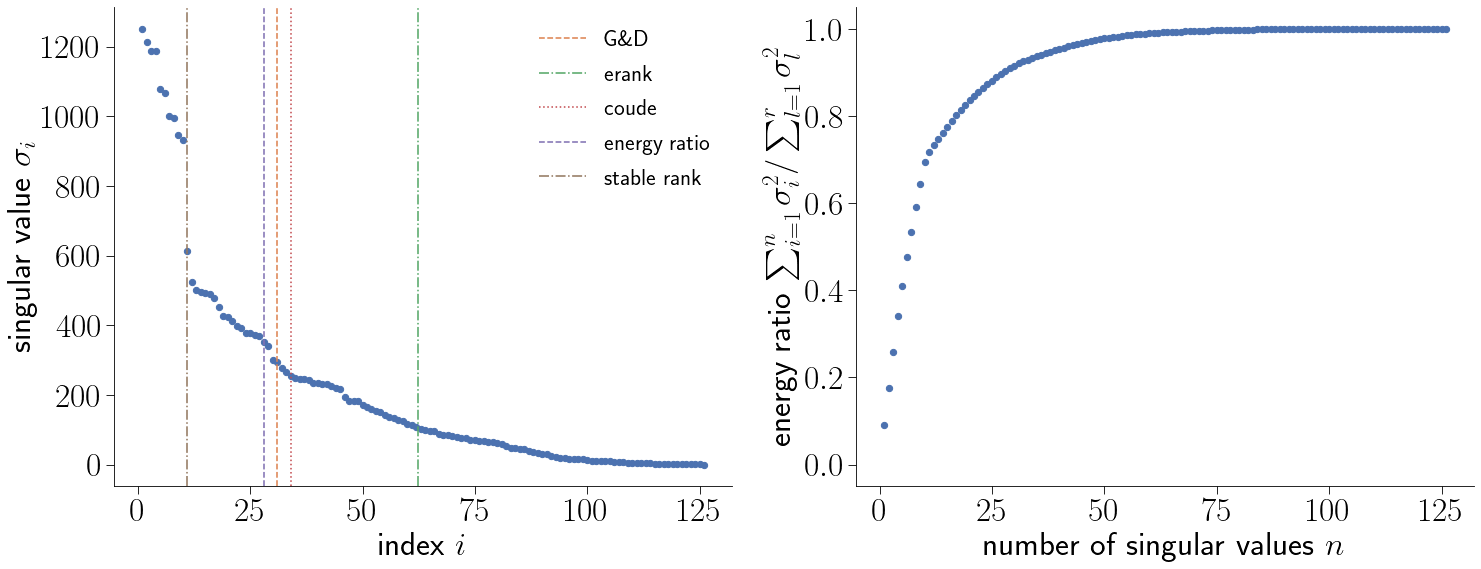 singular value σ_i
1200
1000
800
600
400
200
0
0 25 50 75 100 125
index i
G&D
erank
coude
energy ratio
stable rank
energy ratio ∑_{i=1}^{n} σ_i^2 / ∑_{l=1}^{r} σ_l^2
1.0
0.8
0.6
0.4
0.2
0.0
0 25 50 75 100 125
number of singular values n